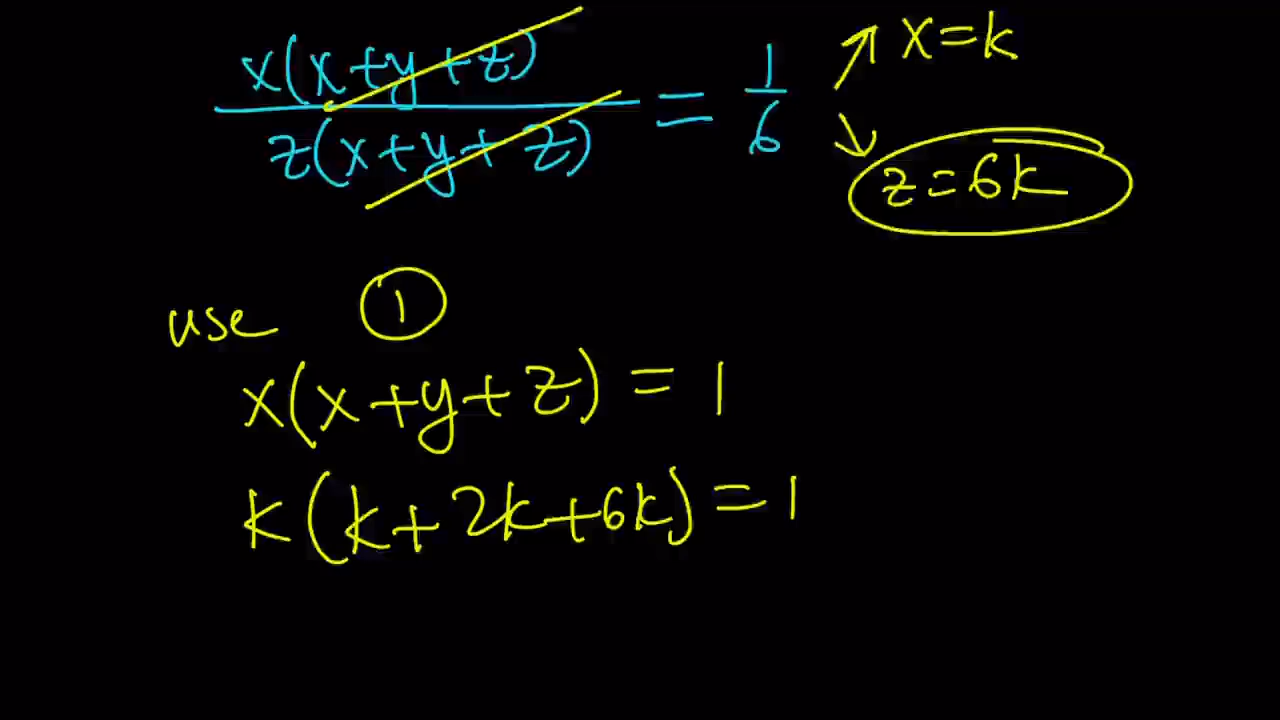 x(x+y+z)/z(x+y+z) = 1/6 ↗ x=k
↘ z=6k
use ①
x(x+y+z) = 1
k(k+2k+6k) = 1